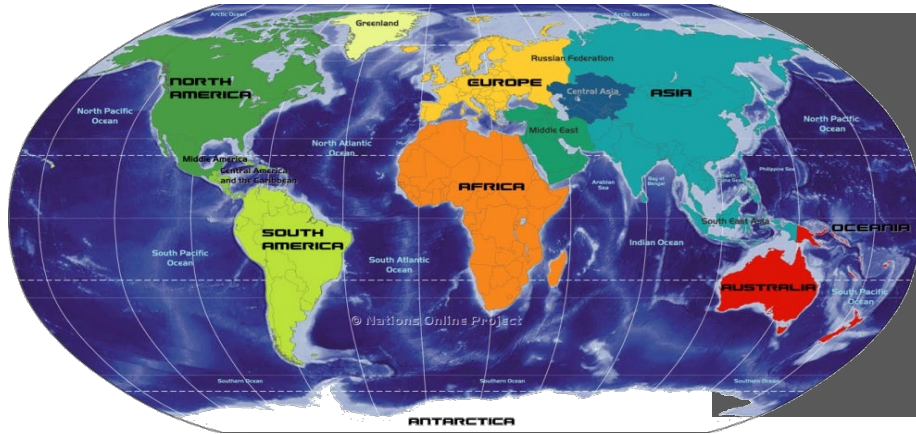 Arctic Ocean
Arctic Ocean
Greenland
Russian Federation
NORTH
AMERICA
EUROPE
Central Asia
ASIA
North Pacific
Ocean
North Pacific
Ocean
Middle East
North Atlantic
Ocean
Middle America
Central America
and the Caribbean
Philippine Sea
Arabian
Sea
Bay of
Bengal
AFRICA
South East Asia
OCEANIA
SOUTH
AMERICA
Indian Ocean
South Pacific
Ocean
South Atlantic
Ocean
AUSTRALIA
South Pacific
Ocean
© Nations Online Project
Southern Ocean
Southern Ocean
Southern Ocean
ANTARCTICA